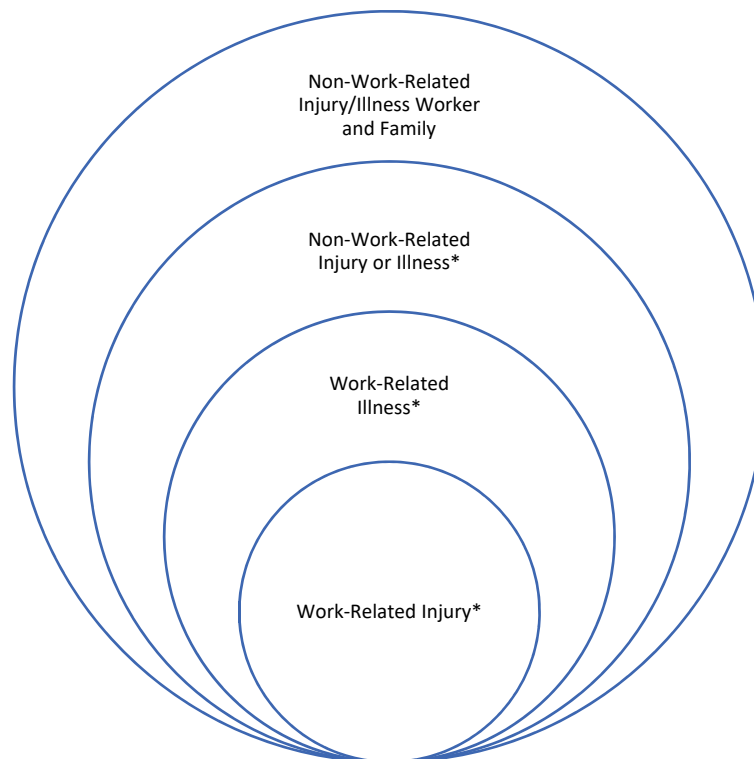 Non-Work-Related
Injury/Illness Worker
and Family
Non-Work-Related
Injury or Illness*
Work-Related
Illness*
Work-Related Injury*